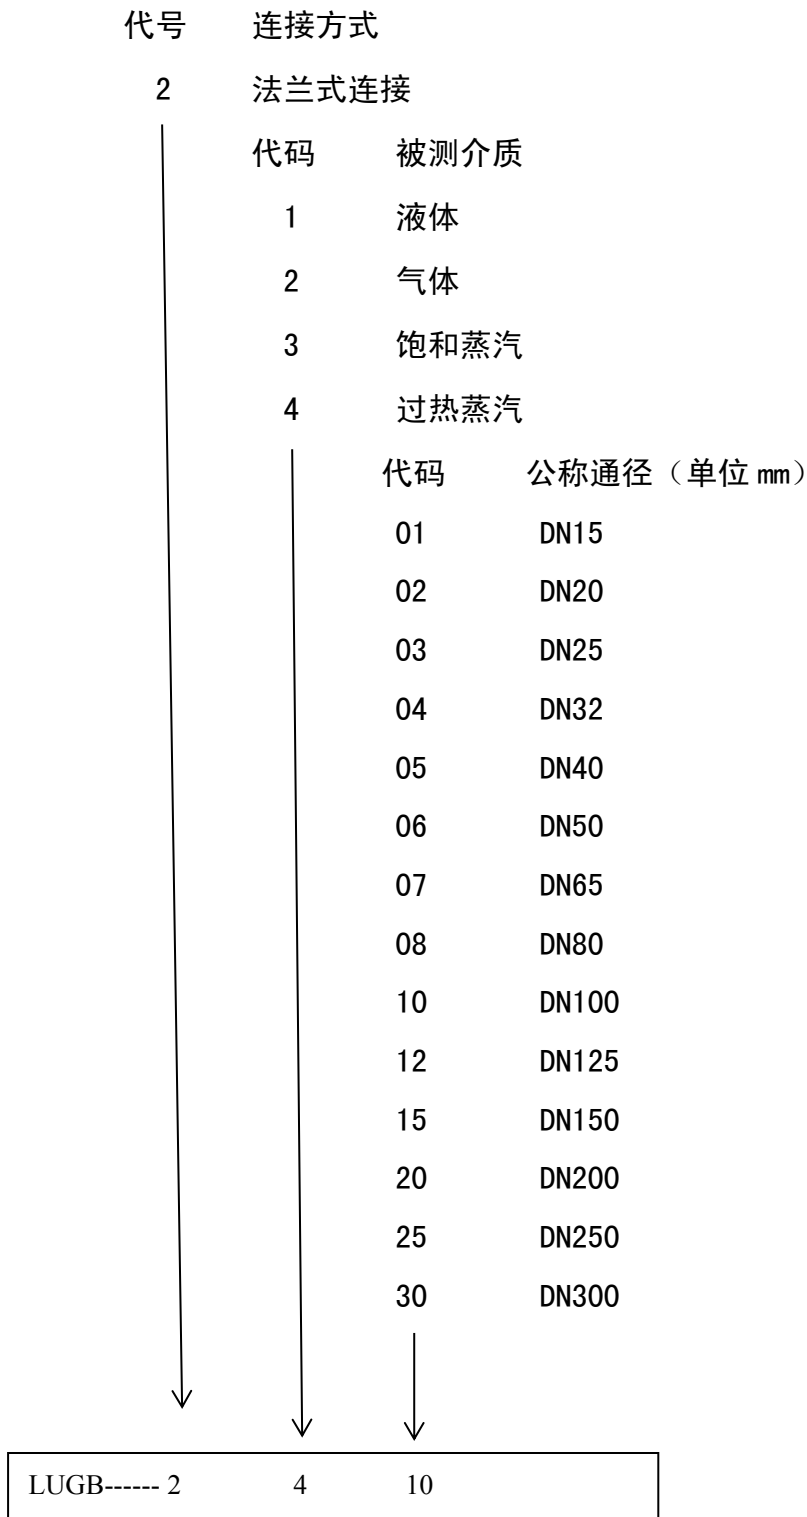 代号 连接方式
2 法兰式连接
代码 被测介质
1 液体
2 气体
3 饱和蒸汽
4 过热蒸汽
代码 公称通径（单位 mm）
01 DN15
02 DN20
03 DN25
04 DN32
05 DN40
06 DN50
07 DN65
08 DN80
10 DN100
12 DN125
15 DN150
20 DN200
25 DN250
30 DN300
LUGB------ 2 4 10